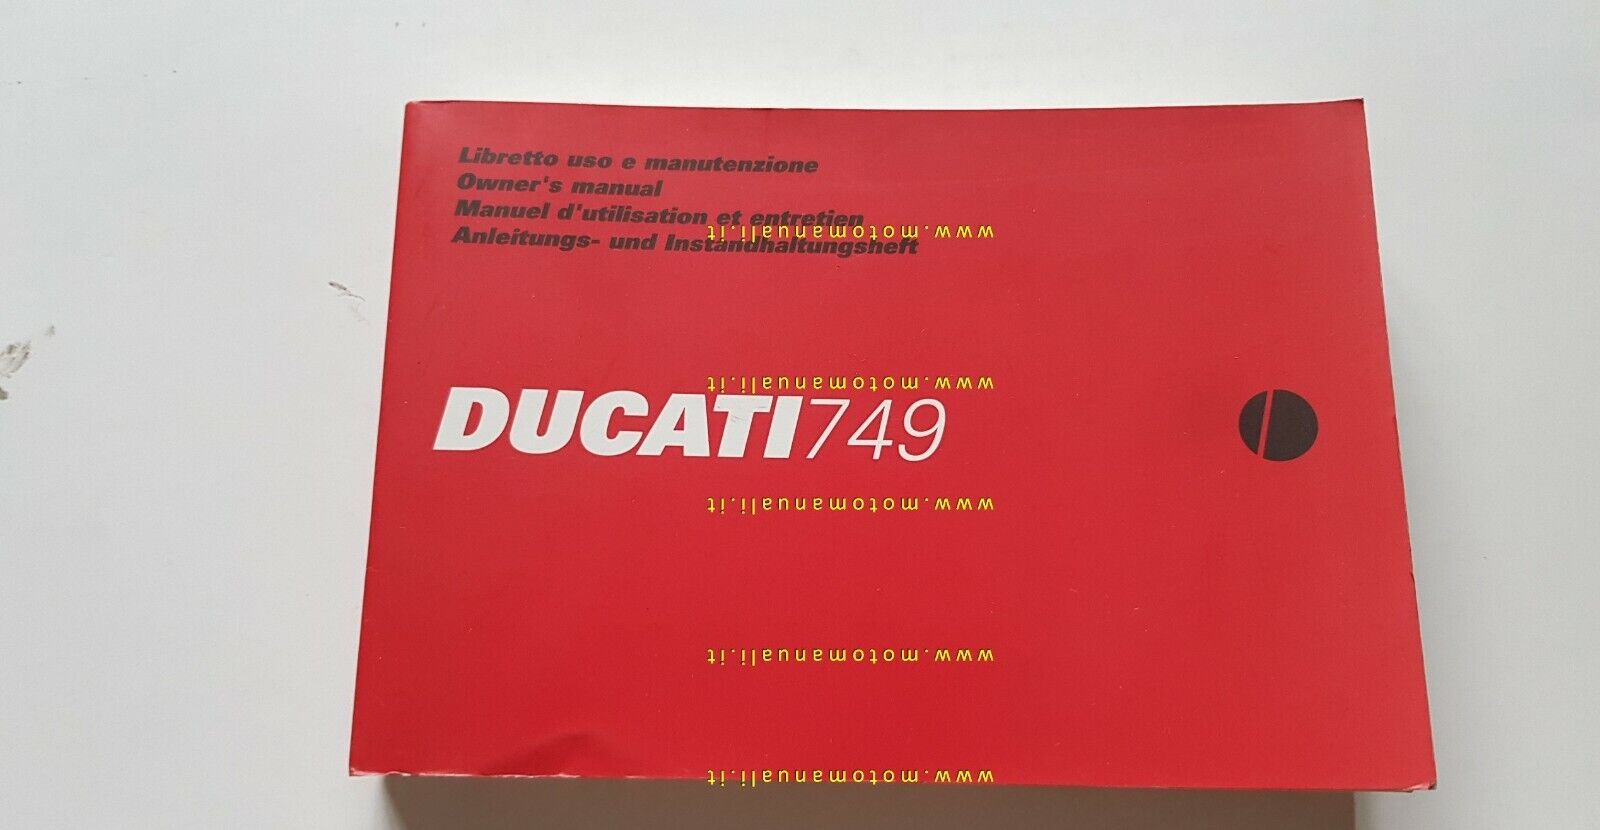 Libretto uso e manutenzione
Owner's manual
Manuel d'utilisation et entretien
Anleitungs- und Instandhaltungsheft
www.motomanuali.it
www.motomanuali.it
DUCATI749
www.motomanuali.it
www.motomanuali.it
www.motomanuali.it